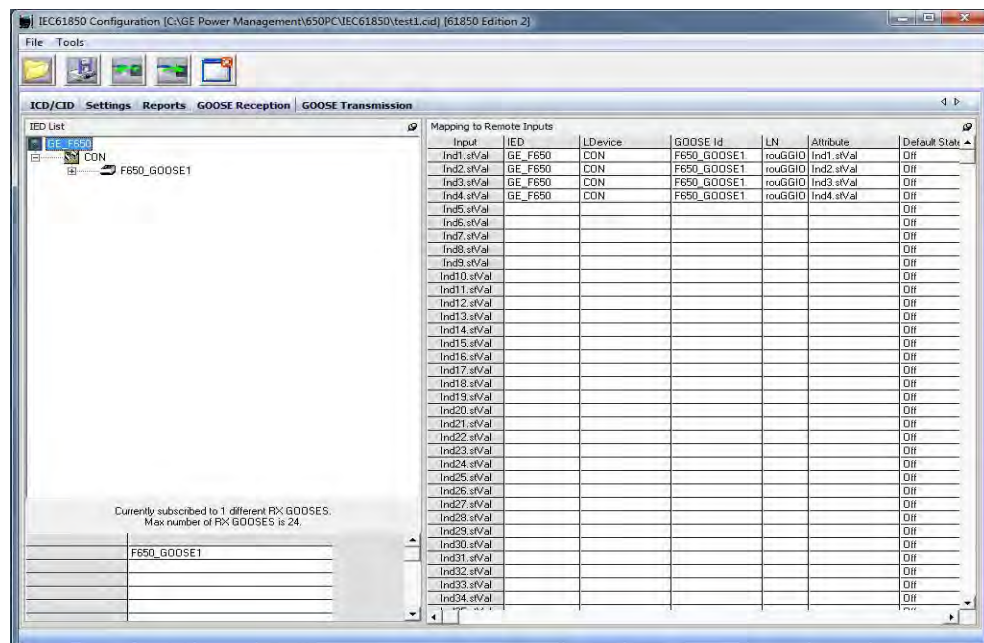 IEC61850 Configuration [C:\GE Power Management\650PC\IEC61850\test1.cid] [61850 Edition 2]
File Tools
ICD/CID Settings Reports GOOSE Reception GOOSE Transmission
IED List
GE_F650
CON
F650_GOOSE1
Currently subscribed to 1 different RX GOOSES.
Max number of RX GOOSES is 24.
F650_GOOSE1
Mapping to Remote Inputs
Input IED LDevice GOOSE Id LN Attribute Default State
Ind1.stVal GE_F650 CON F650_GOOSE1 rouGGIO Ind1.stVal Off
Ind2.stVal GE_F650 CON F650_GOOSE1 rouGGIO Ind2.stVal Off
Ind3.stVal GE_F650 CON F650_GOOSE1 rouGGIO Ind3.stVal Off
Ind4.stVal GE_F650 CON F650_GOOSE1 rouGGIO Ind4.stVal Off
Ind5.stVal Off
Ind6.stVal Off
Ind7.stVal Off
Ind8.stVal Off
Ind9.stVal Off
Ind10.stVal Off
Ind11.stVal Off
Ind12.stVal Off
Ind13.stVal Off
Ind14.stVal Off
Ind15.stVal Off
Ind16.stVal Off
Ind17.stVal Off
Ind18.stVal Off
Ind19.stVal Off
Ind20.stVal Off
Ind21.stVal Off
Ind22.stVal Off
Ind23.stVal Off
Ind24.stVal Off
Ind25.stVal Off
Ind26.stVal Off
Ind27.stVal Off
Ind28.stVal Off
Ind29.stVal Off
Ind30.stVal Off
Ind31.stVal Off
Ind32.stVal Off
Ind33.stVal Off
Ind34.stVal Off